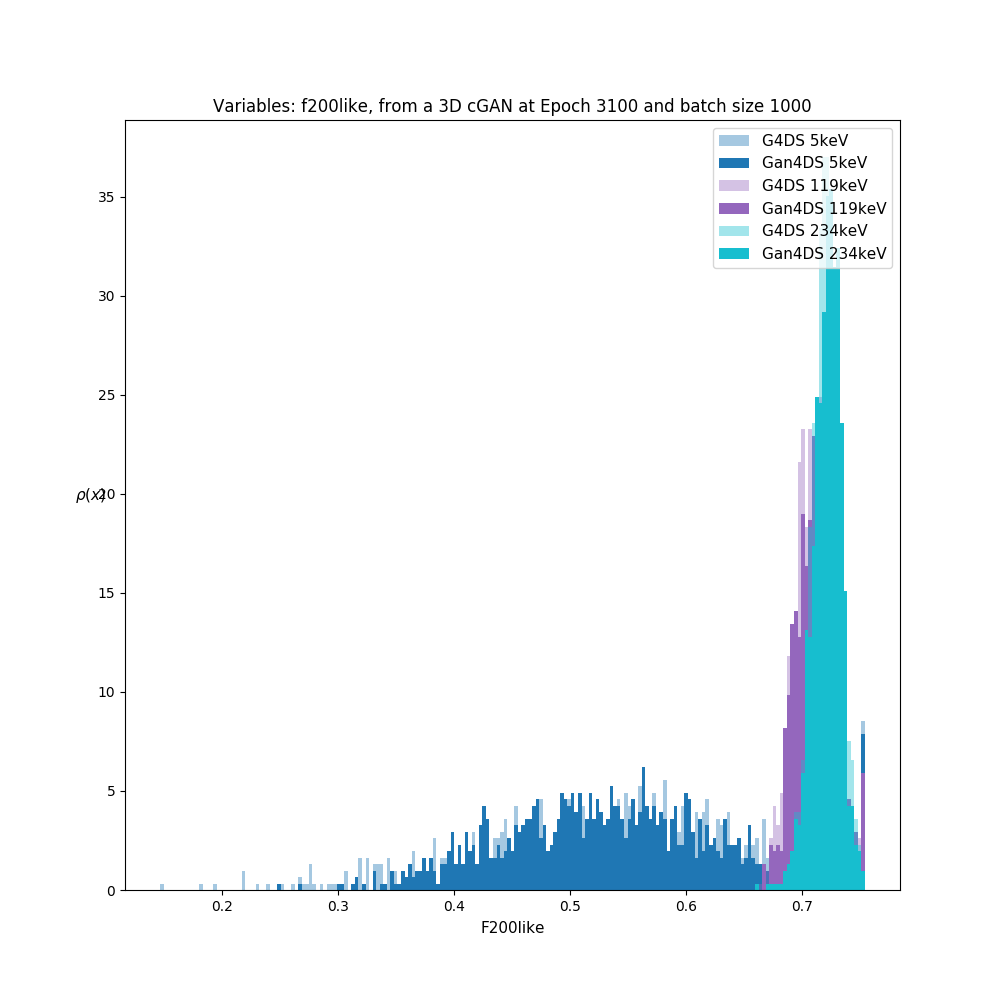 Variables: f200like, from a 3D cGAN at Epoch 3100 and batch size 1000
G4DS 5keV
Gan4DS 5keV
G4DS 119keV
Gan4DS 119keV
G4DS 234keV
Gan4DS 234keV
35
30
25
ρ(x)
20
15
10
5
0
0.2 0.3 0.4 0.5 0.6 0.7
F200like